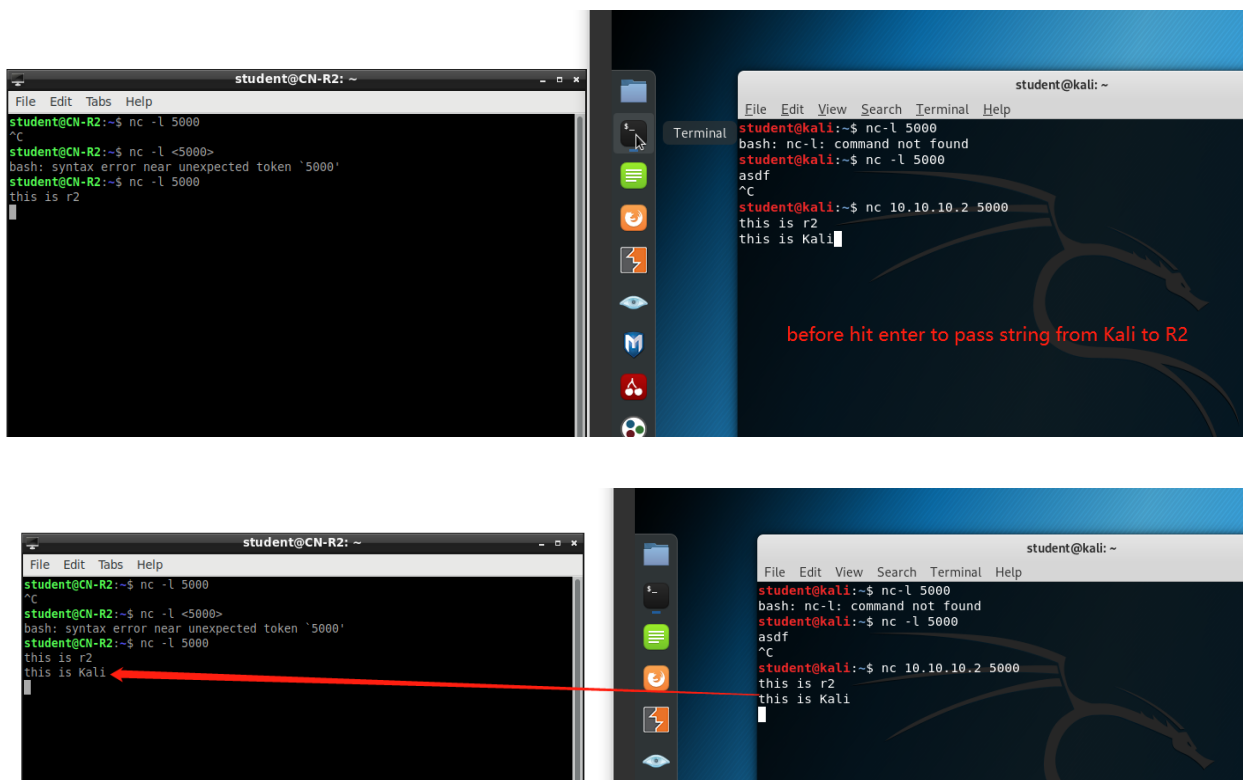 student@CN-R2: ~
File Edit Tabs Help
student@CN-R2:~$ nc -l 5000
^C
student@CN-R2:~$ nc -l <5000>
bash: syntax error near unexpected token `5000'
student@CN-R2:~$ nc -l 5000
this is r2
Terminal
student@kali: ~
File Edit View Search Terminal Help
student@kali:~$ nc-l 5000
bash: nc-l: command not found
student@kali:~$ nc -l 5000
asdf
^C
student@kali:~$ nc 10.10.10.2 5000
this is r2
this is Kali
before hit enter to pass string from Kali to R2
student@CN-R2: ~
File Edit Tabs Help
student@CN-R2:~$ nc -l 5000
^C
student@CN-R2:~$ nc -l <5000>
bash: syntax error near unexpected token `5000'
student@CN-R2:~$ nc -l 5000
this is r2
this is Kali
student@kali: ~
File Edit View Search Terminal Help
student@kali:~$ nc-l 5000
bash: nc-l: command not found
student@kali:~$ nc -l 5000
asdf
^C
student@kali:~$ nc 10.10.10.2 5000
this is r2
this is Kali